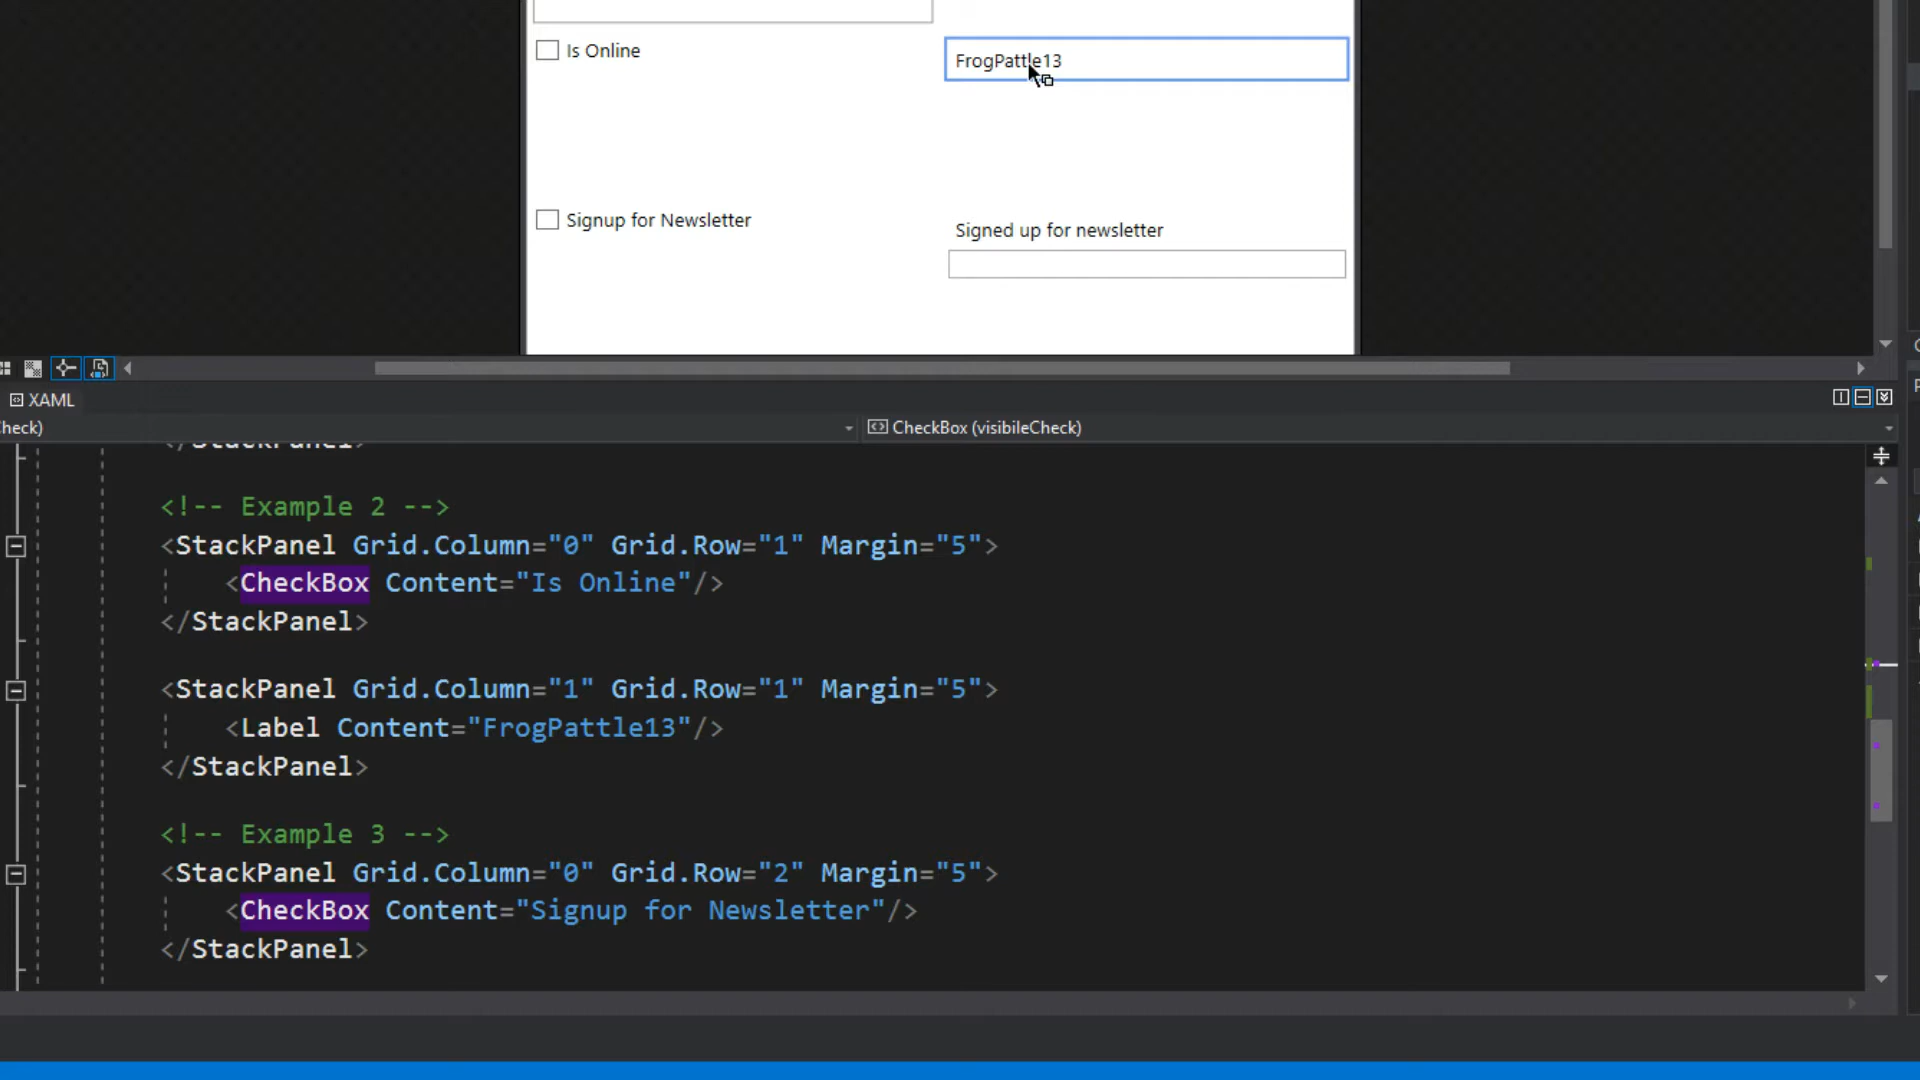 Is Online
FrogPattle13
Signup for Newsletter
Signed up for newsletter
XAML
heck)
CheckBox (visibileCheck)
</StackPanel>
<!-- Example 2 -->
<StackPanel Grid.Column="0" Grid.Row="1" Margin="5">
<CheckBox Content="Is Online"/>
</StackPanel>
<StackPanel Grid.Column="1" Grid.Row="1" Margin="5">
<Label Content="FrogPattle13"/>
</StackPanel>
<!-- Example 3 -->
<StackPanel Grid.Column="0" Grid.Row="2" Margin="5">
<CheckBox Content="Signup for Newsletter"/>
</StackPanel>